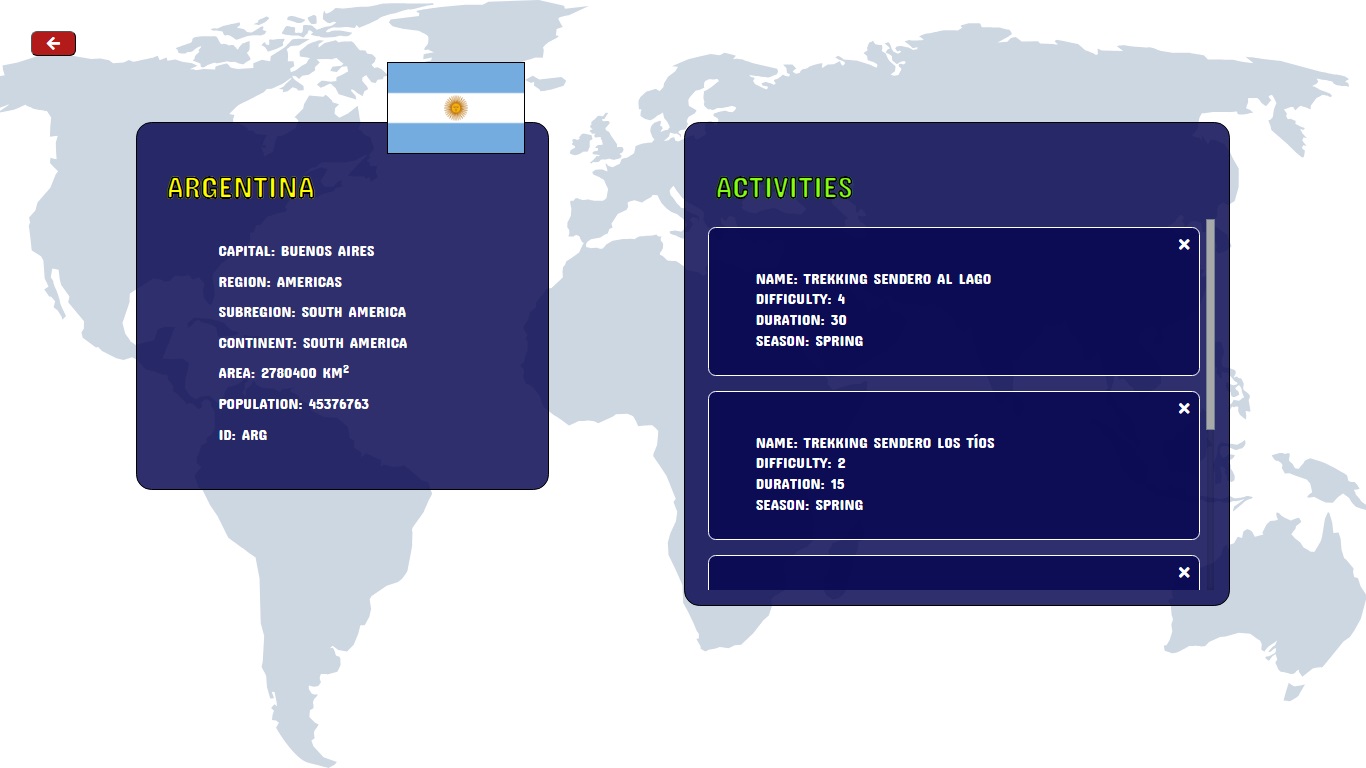 ARGENTINA
CAPITAL: BUENOS AIRES
REGION: AMERICAS
SUBREGION: SOUTH AMERICA
CONTINENT: SOUTH AMERICA
AREA: 2780400 KM²
POPULATION: 45376763
ID: ARG
ACTIVITIES
NAME: TREKKING SENDERO AL LAGO
DIFFICULTY: 4
DURATION: 30
SEASON: SPRING
NAME: TREKKING SENDERO LOS TÍOS
DIFFICULTY: 2
DURATION: 15
SEASON: SPRING